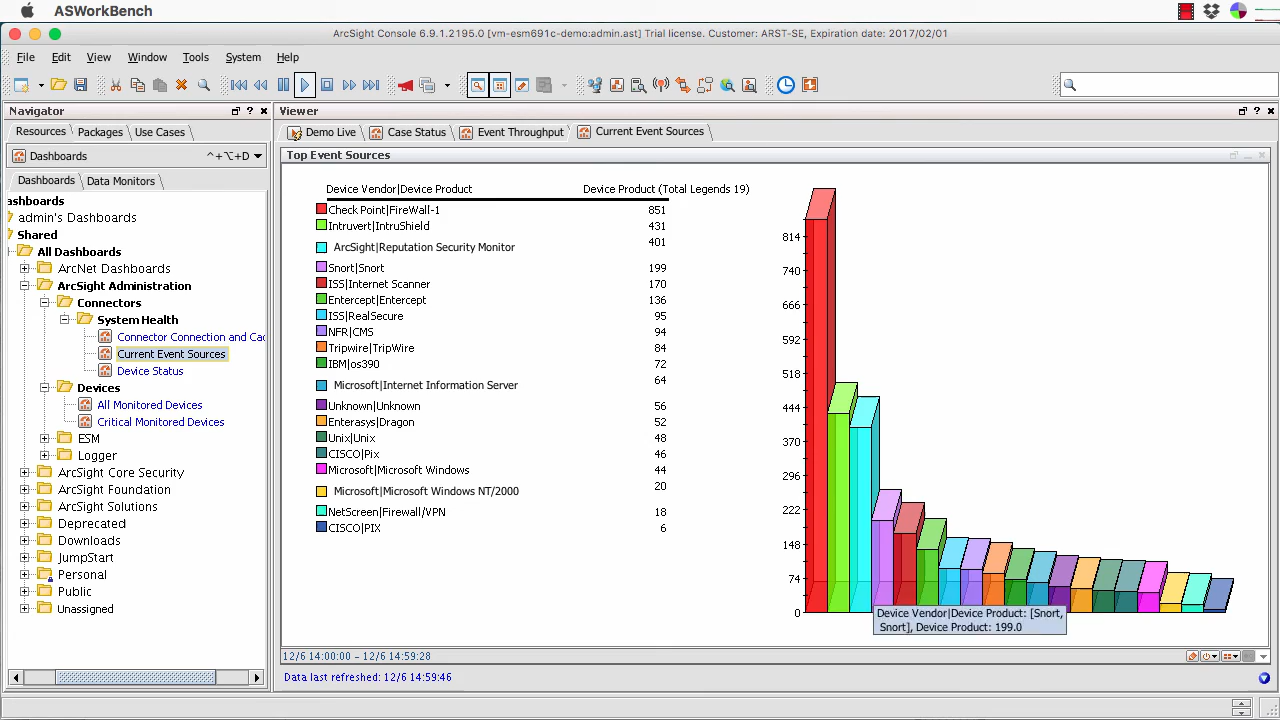 ASWorkBench
ArcSight Console 6.9.1.2195.0 [vm-esm691c-demo:admin.ast] Trial license. Customer: ARST-SE, Expiration date: 2017/02/01
File Edit View Window Tools System Help
Navigator
Resources Packages Use Cases
Dashboards ^+⌥+D
Dashboards Data Monitors
ashboards
admin's Dashboards
Shared
All Dashboards
ArcNet Dashboards
ArcSight Administration
Connectors
System Health
Connector Connection and Cac
Current Event Sources
Device Status
Devices
All Monitored Devices
Critical Monitored Devices
ESM
Logger
ArcSight Core Security
ArcSight Foundation
ArcSight Solutions
Deprecated
Downloads
JumpStart
Personal
Public
Unassigned
Viewer
Demo Live Case Status Event Throughput Current Event Sources
Top Event Sources
Device Vendor|Device Product Device Product (Total Legends 19)
Check Point|FireWall-1 851
Intruvert|IntruShield 431
ArcSight|Reputation Security Monitor 401
Snort|Snort 199
ISS|Internet Scanner 170
Entercept|Entercept 136
ISS|RealSecure 95
NFR|CMS 94
Tripwire|TripWire 84
IBM|os390 72
Microsoft|Internet Information Server 64
Unknown|Unknown 56
Enterasys|Dragon 52
Unix|Unix 48
CISCO|Pix 46
Microsoft|Microsoft Windows 44
Microsoft|Microsoft Windows NT/2000 20
NetScreen|Firewall/VPN 18
CISCO|PIX 6
814
740
666
592
518
444
370
296
222
148
74
0
Device Vendor|Device Product: [Snort,
Snort], Device Product: 199.0
12/6 14:00:00 - 12/6 14:59:28
Data last refreshed: 12/6 14:59:46